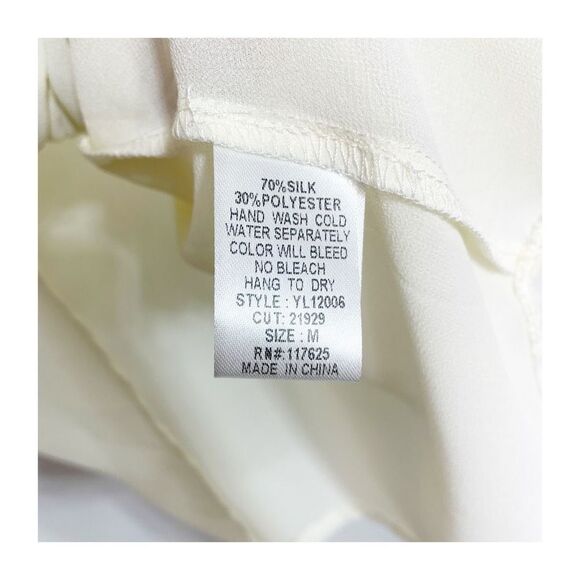 70%SILK
30%POLYESTER
HAND WASH COLD
WATER SEPARATELY
COLOR WILL BLEED
NO BLEACH
HANG TO DRY
STYLE : YL12006
CUT: 21929
SIZE : M
RN#:117625
MADE IN CHINA